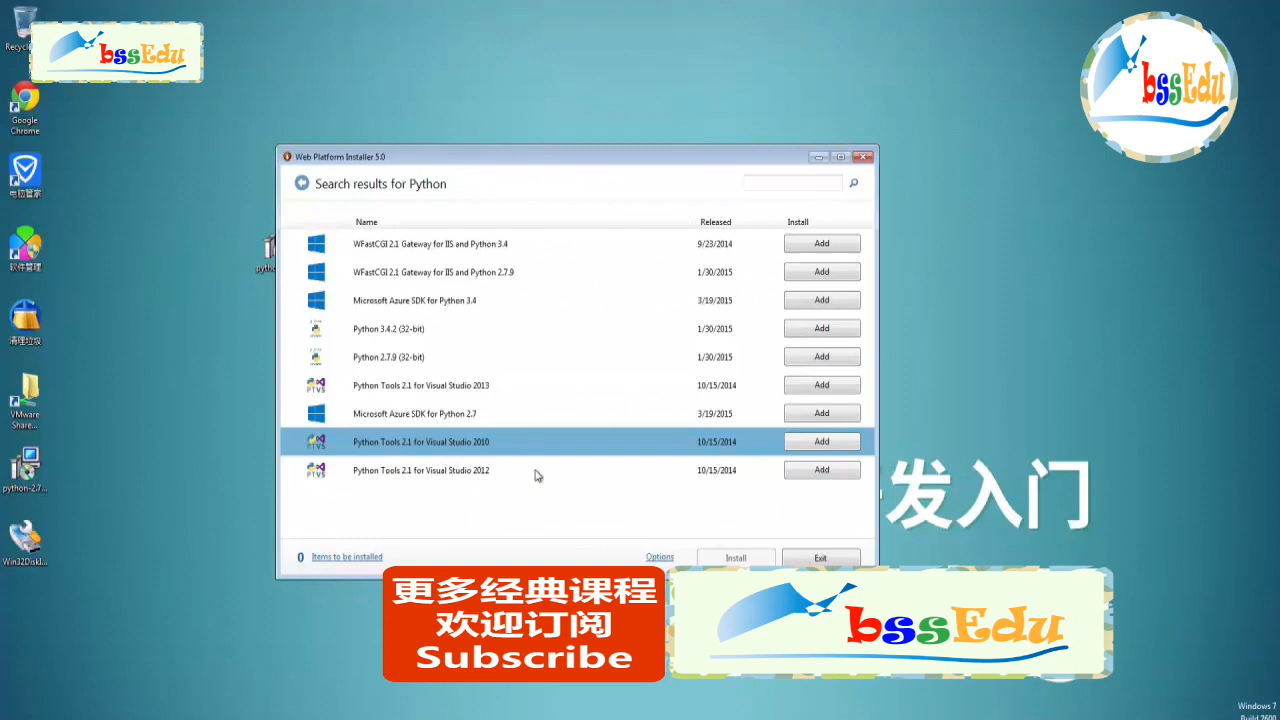 Recycl
bssEdu
bssEdu
Google
Chrome
电脑管家
软件管理
清理垃圾
VMware
Share...
python-2.7...
Win32DiskI...
pytho
Web Platform Installer 5.0
Search results for Python
Name Released Install
WFastCGI 2.1 Gateway for IIS and Python 3.4 9/23/2014 Add
WFastCGI 2.1 Gateway for IIS and Python 2.7.9 1/30/2015 Add
Microsoft Azure SDK for Python 3.4 3/19/2015 Add
Python 3.4.2 (32-bit) 1/30/2015 Add
Python 2.7.9 (32-bit) 1/30/2015 Add
PTVS Python Tools 2.1 for Visual Studio 2013 10/15/2014 Add
Microsoft Azure SDK for Python 2.7 3/19/2015 Add
PTVS Python Tools 2.1 for Visual Studio 2010 10/15/2014 Add
PTVS Python Tools 2.1 for Visual Studio 2012 10/15/2014 Add
发入门
0 Items to be installed Options Install Exit
更多经典课程
欢迎订阅
Subscribe
bssEdu
Windows 7
Build 7600